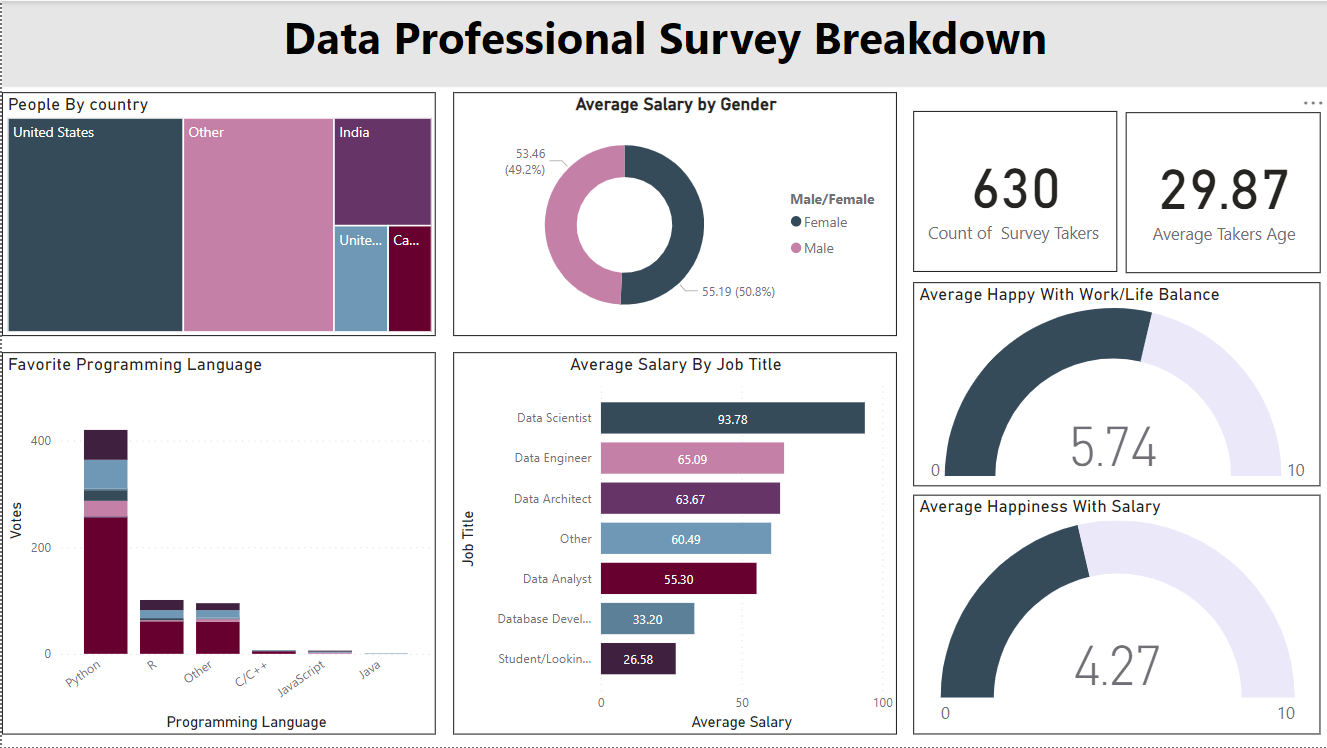 Data Professional Survey Breakdown
People By country
United States
Other
India
Unite...
Ca...
Average Salary by Gender
53.46
(49.2%)
55.19 (50.8%)
Male/Female
Female
Male
630
Count of Survey Takers
29.87
Average Takers Age
Average Happy With Work/Life Balance
0
5.74
10
Favorite Programming Language
Votes
400
200
0
Python
R
Other
C/C++
JavaScript
Java
Programming Language
Average Salary By Job Title
Job Title
Data Scientist
93.78
Data Engineer
65.09
Data Architect
63.67
Other
60.49
Data Analyst
55.30
Database Devel...
33.20
Student/Lookin...
26.58
0
50
100
Average Salary
Average Happiness With Salary
4.27
0
10